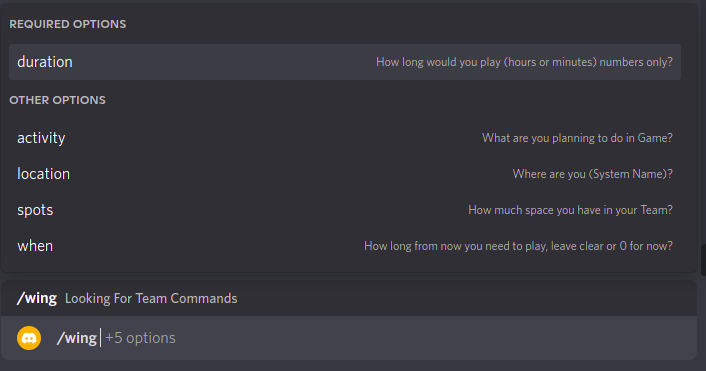 REQUIRED OPTIONS
duration How long would you play (hours or minutes) numbers only?
OTHER OPTIONS
activity What are you planning to do in Game?
location Where are you (System Name)?
spots How much space you have in your Team?
when How long from now you need to play, leave clear or 0 for now?
/wing Looking For Team Commands
/wing +5 options